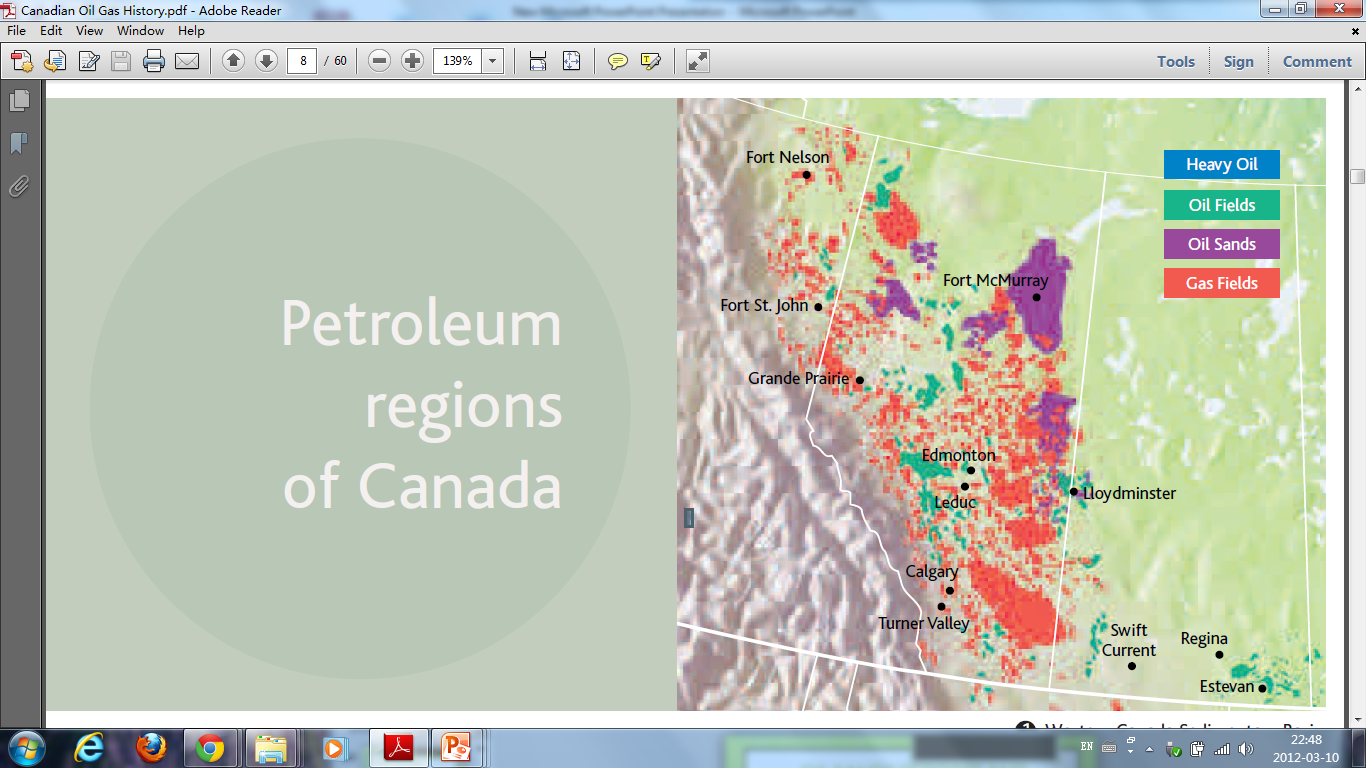 Canadian Oil Gas History.pdf - Adobe Reader
New Microsoft PowerPoint Presentation - Microsoft PowerPoint
File Edit View Window Help
8 / 60
139%
Tools Sign Comment
Petroleum
regions
of Canada
Fort Nelson
Heavy Oil
Oil Fields
Oil Sands
Gas Fields
Fort McMurray
Fort St. John
Grande Prairie
Edmonton
Leduc
Lloydminster
Calgary
Turner Valley
Swift
Current
Regina
Estevan
EN
22:48
2012-03-10